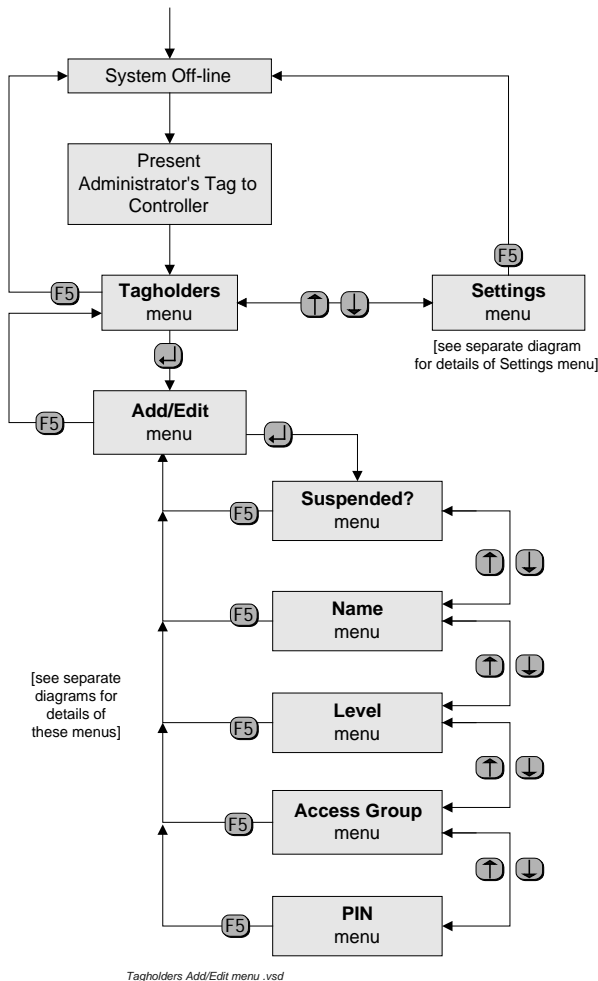 System Off-line
Present
Administrator's Tag to
Controller
F5
F5
Tagholders
menu
Settings
menu
[see separate diagram
for details of Settings menu]
F5
Add/Edit
menu
F5
Suspended?
menu
F5
Name
menu
[see separate
diagrams for
details of
these menus]
F5
Level
menu
F5
Access Group
menu
F5
PIN
menu
Tagholders Add/Edit menu .vsd